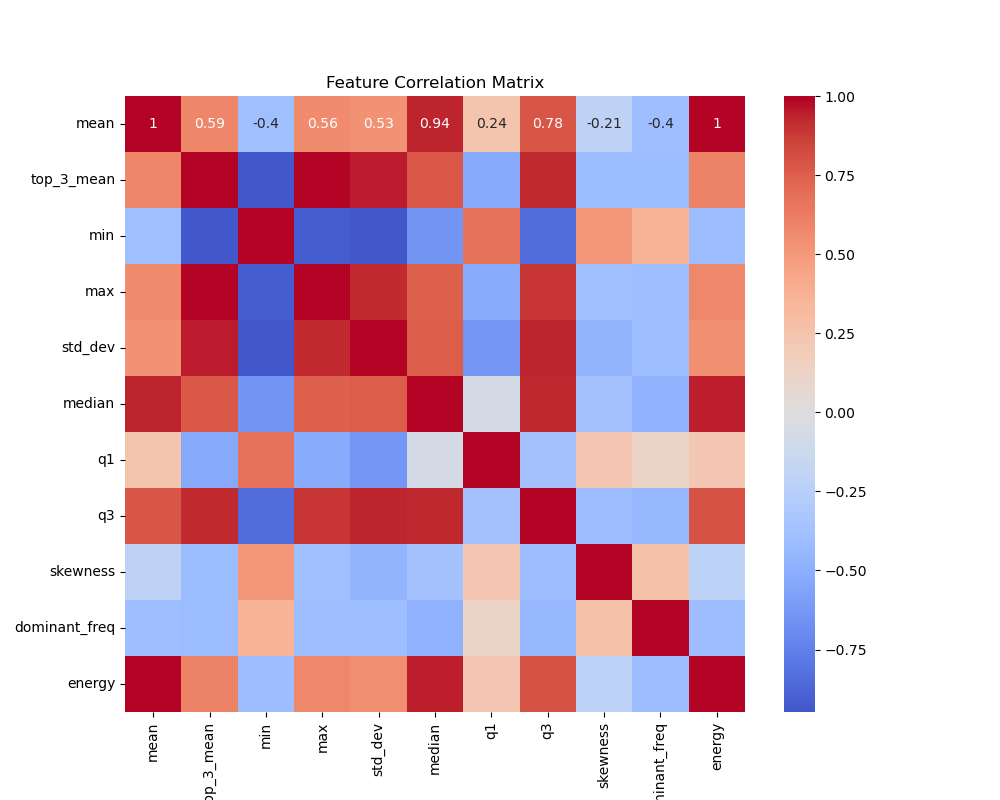 Feature Correlation Matrix
mean 1 0.59 -0.4 0.56 0.53 0.94 0.24 0.78 -0.21 -0.4 1
top_3_mean
min
max
std_dev
median
q1
q3
skewness
dominant_freq
energy
mean op_3_mean min max std_dev median q1 q3 skewness minant_freq energy
1.00
0.75
0.50
0.25
0.00
−0.25
−0.50
−0.75